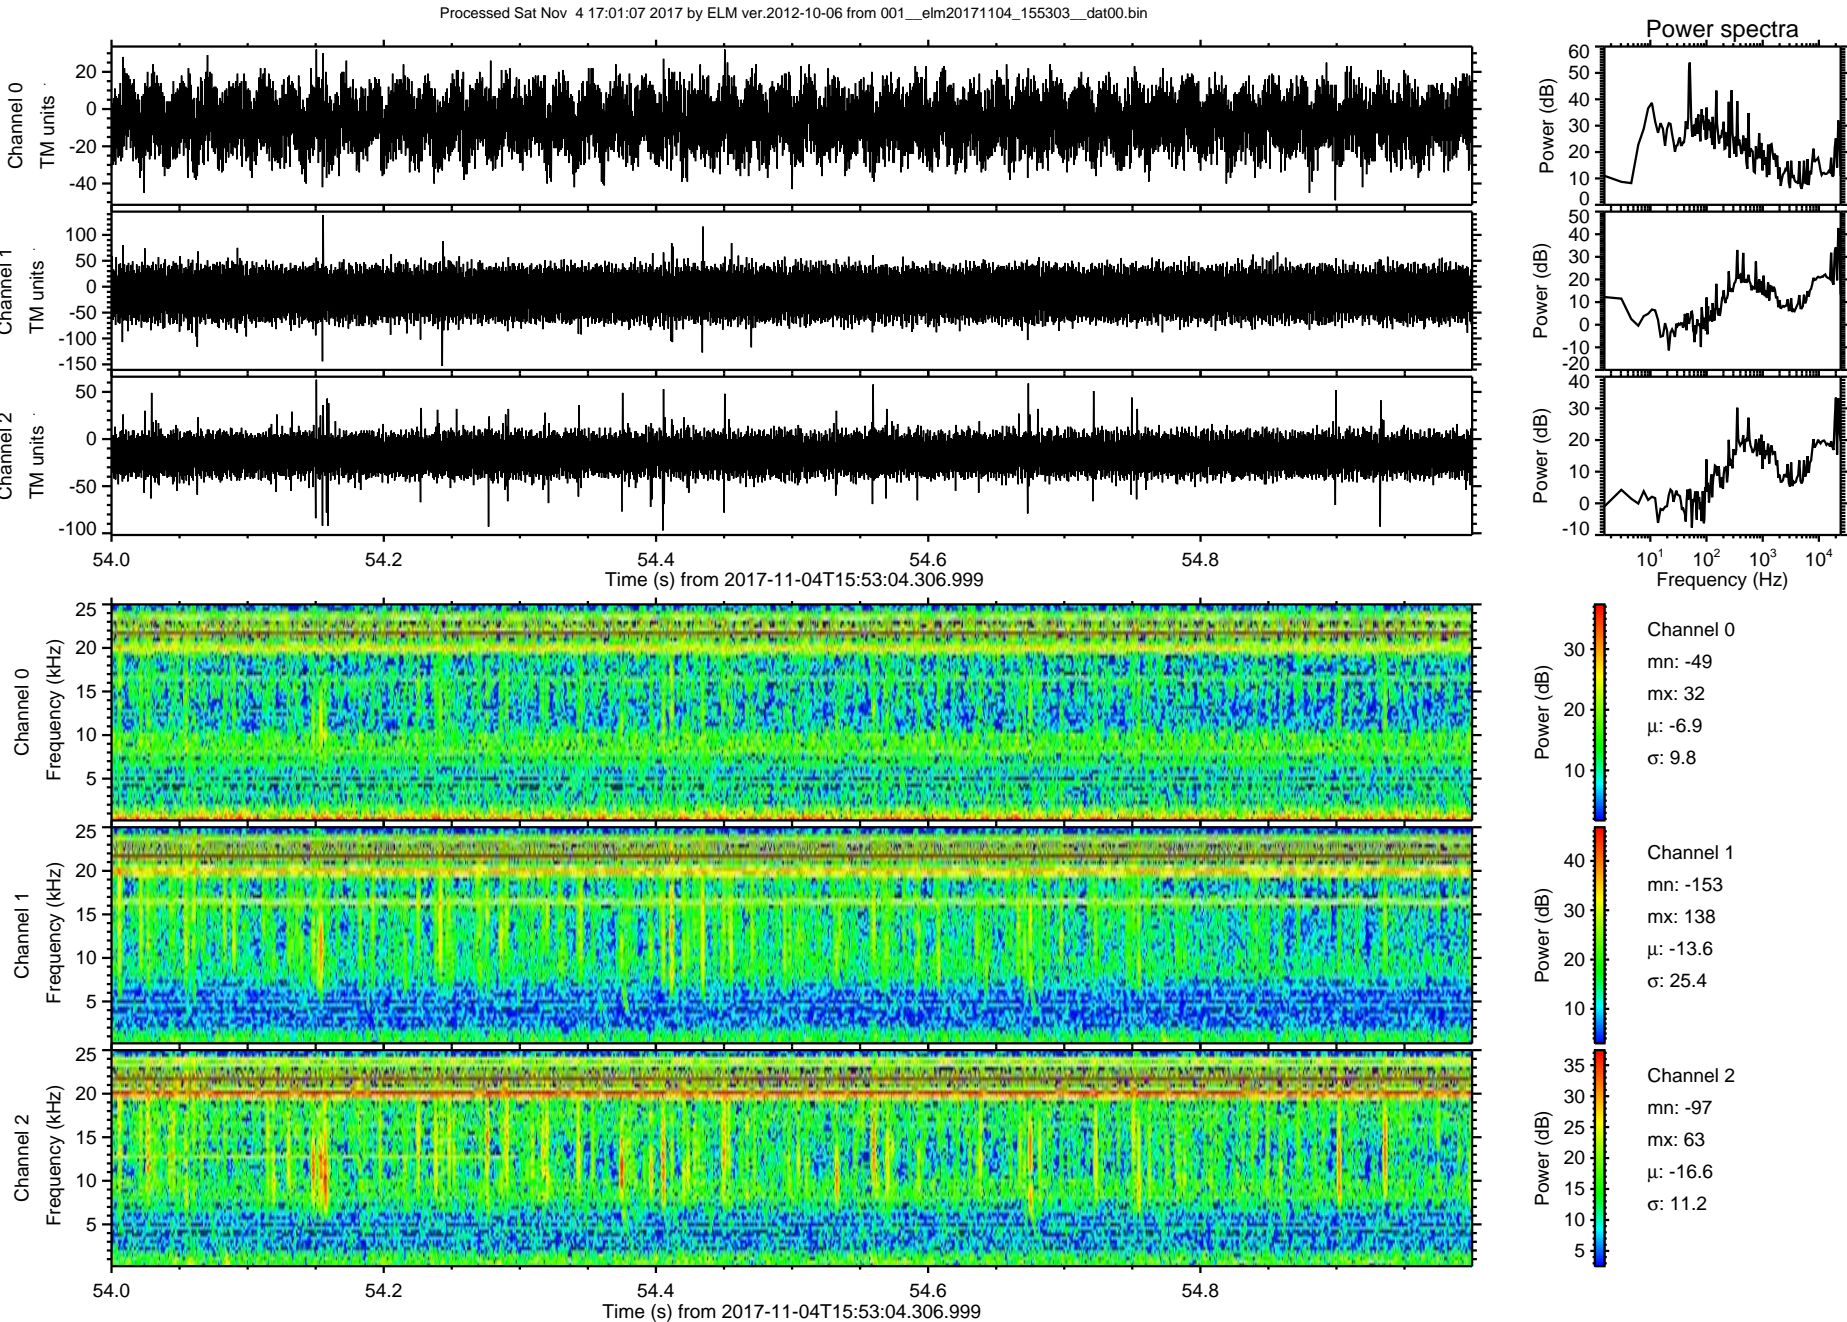 Processed Sat Nov 4 17:01:07 2017 by ELM ver.2012-10-06 from 001__elm20171104_155303__dat00.bin
Power spectra
Channel 0
TM units
20
0
-20
-40
Power (dB)
60
50
40
30
20
10
0
Channel 1
TM units
100
50
0
-50
-100
-150
Power (dB)
50
40
30
20
10
0
-10
-20
Channel 2
TM units
50
0
-50
-100
Power (dB)
40
30
20
10
0
-10
54.0 54.2 54.4 54.6 54.8
Time (s) from 2017-11-04T15:53:04.306.999
10¹ 10² 10³ 10⁴
Frequency (Hz)
Channel 0
Frequency (kHz)
25
20
15
10
5
Power (dB)
30
20
10
Channel 0
mn: -49
mx: 32
μ: -6.9
σ: 9.8
Channel 1
Frequency (kHz)
25
20
15
10
5
Power (dB)
40
30
20
10
Channel 1
mn: -153
mx: 138
μ: -13.6
σ: 25.4
Channel 2
Frequency (kHz)
25
20
15
10
5
Power (dB)
35
30
25
20
15
10
5
Channel 2
mn: -97
mx: 63
μ: -16.6
σ: 11.2
54.0 54.2 54.4 54.6 54.8
Time (s) from 2017-11-04T15:53:04.306.999